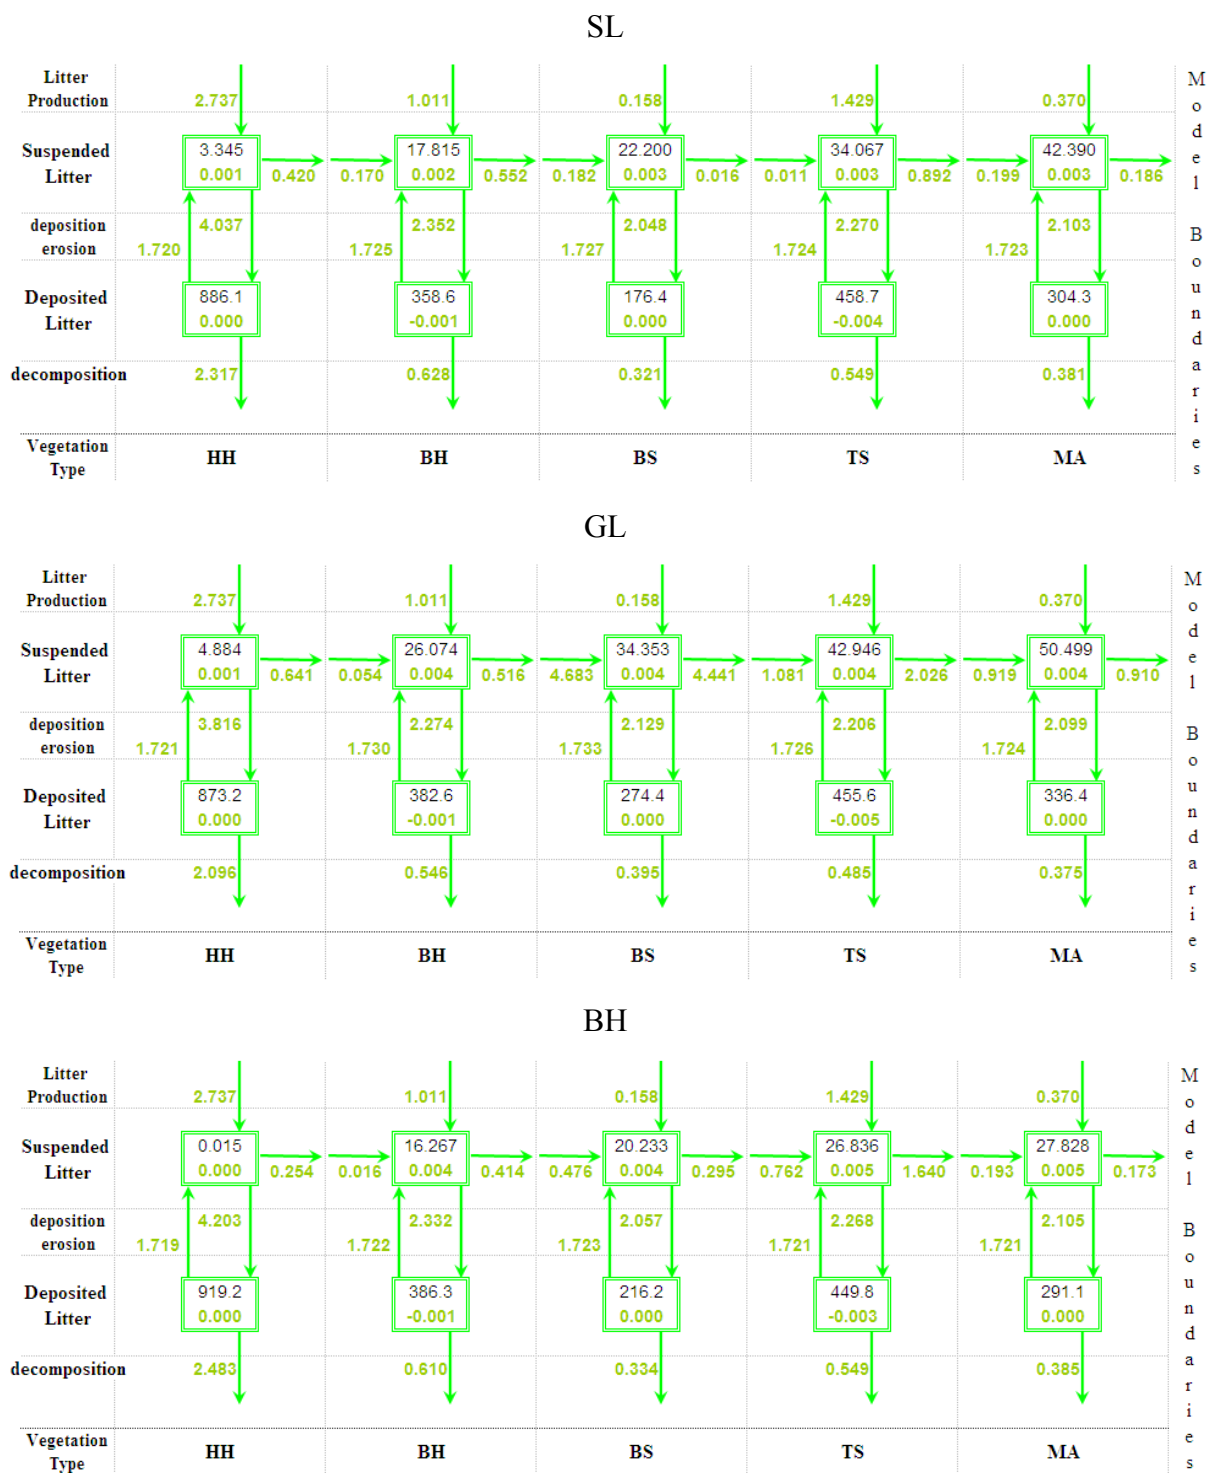 SL
Litter
Production
2.737 1.011 0.158 1.429 0.370
Suspended
Litter
3.345 17.815 22.200 34.067 42.390
0.001 0.420 0.170 0.002 0.552 0.182 0.003 0.016 0.011 0.003 0.892 0.199 0.003 0.186
deposition
erosion
4.037 2.352 2.048 2.270 2.103
1.720 1.725 1.727 1.724 1.723
Deposited
Litter
886.1 358.6 176.4 458.7 304.3
0.000 -0.001 0.000 -0.004 0.000
decomposition 2.317 0.628 0.321 0.549 0.381
Vegetation
Type
HH BH BS TS MA
Model Boundaries
GL
Litter
Production
2.737 1.011 0.158 1.429 0.370
Suspended
Litter
4.884 26.074 34.353 42.946 50.499
0.001 0.641 0.054 0.004 0.516 4.683 0.004 4.441 1.081 0.004 2.026 0.919 0.004 0.910
deposition
erosion
3.816 2.274 2.129 2.206 2.099
1.721 1.730 1.733 1.726 1.724
Deposited
Litter
873.2 382.6 274.4 455.6 336.4
0.000 -0.001 0.000 -0.005 0.000
decomposition 2.096 0.546 0.395 0.485 0.375
Vegetation
Type
HH BH BS TS MA
Model Boundaries
BH
Litter
Production
2.737 1.011 0.158 1.429 0.370
Suspended
Litter
0.015 16.267 20.233 26.836 27.828
0.000 0.254 0.016 0.004 0.414 0.476 0.004 0.295 0.762 0.005 1.640 0.193 0.005 0.173
deposition
erosion
4.203 2.332 2.057 2.268 2.105
1.719 1.722 1.723 1.721 1.721
Deposited
Litter
919.2 386.3 216.2 449.8 291.1
0.000 -0.001 0.000 -0.003 0.000
decomposition 2.483 0.610 0.334 0.549 0.385
Vegetation
Type
HH BH BS TS MA
Model Boundaries